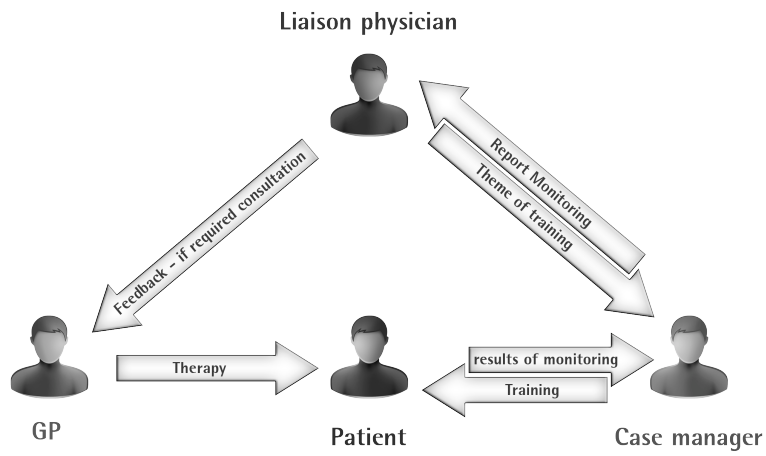 Liaison physician
Report Monitoring
Theme of training
Feedback - if required consultation
Therapy
results of monitoring
Training
GP
Patient
Case manager